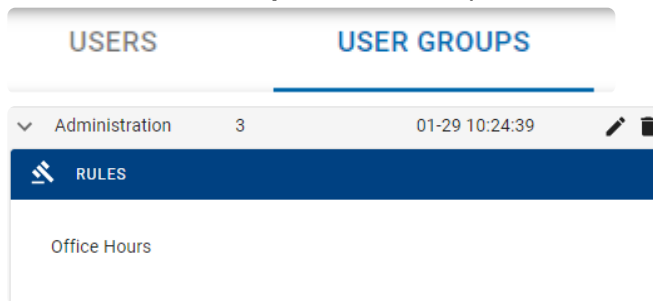 USERS USER GROUPS
Administration 3 01-29 10:24:39
RULES
Office Hours